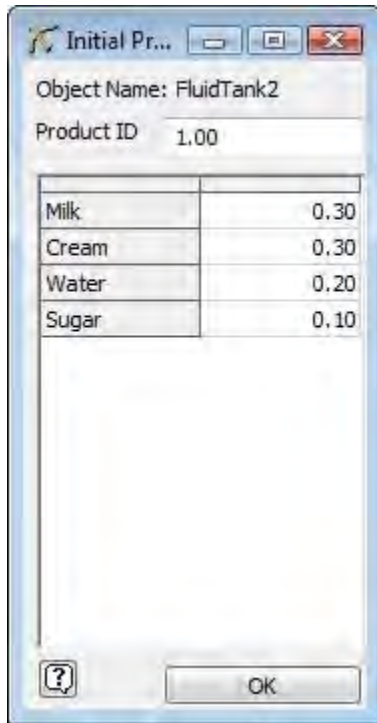 Initial Pr...
Object Name: FluidTank2
Product ID 1.00
Milk 0.30
Cream 0.30
Water 0.20
Sugar 0.10
? OK